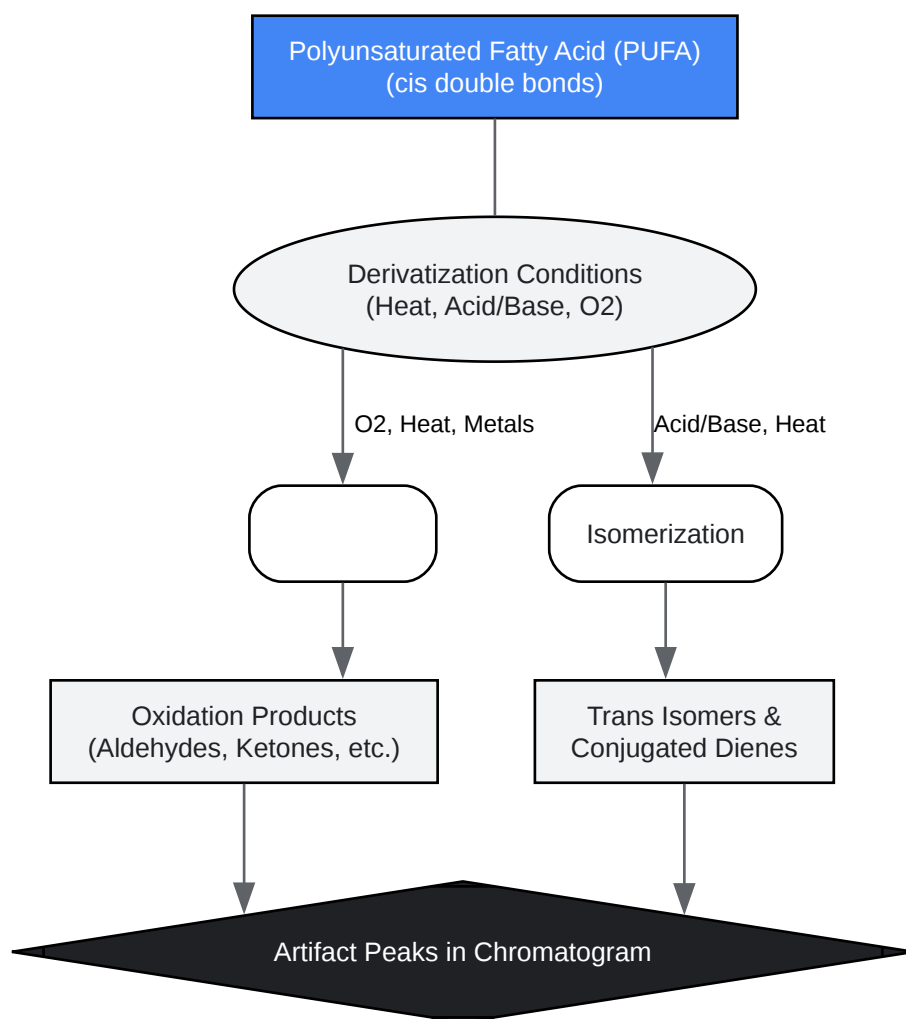 Polyunsaturated Fatty Acid (PUFA)
(cis double bonds)
Derivatization Conditions
(Heat, Acid/Base, O2)
O2, Heat, Metals
Acid/Base, Heat
Isomerization
Oxidation Products
(Aldehydes, Ketones, etc.)
Trans Isomers &
Conjugated Dienes
Artifact Peaks in Chromatogram